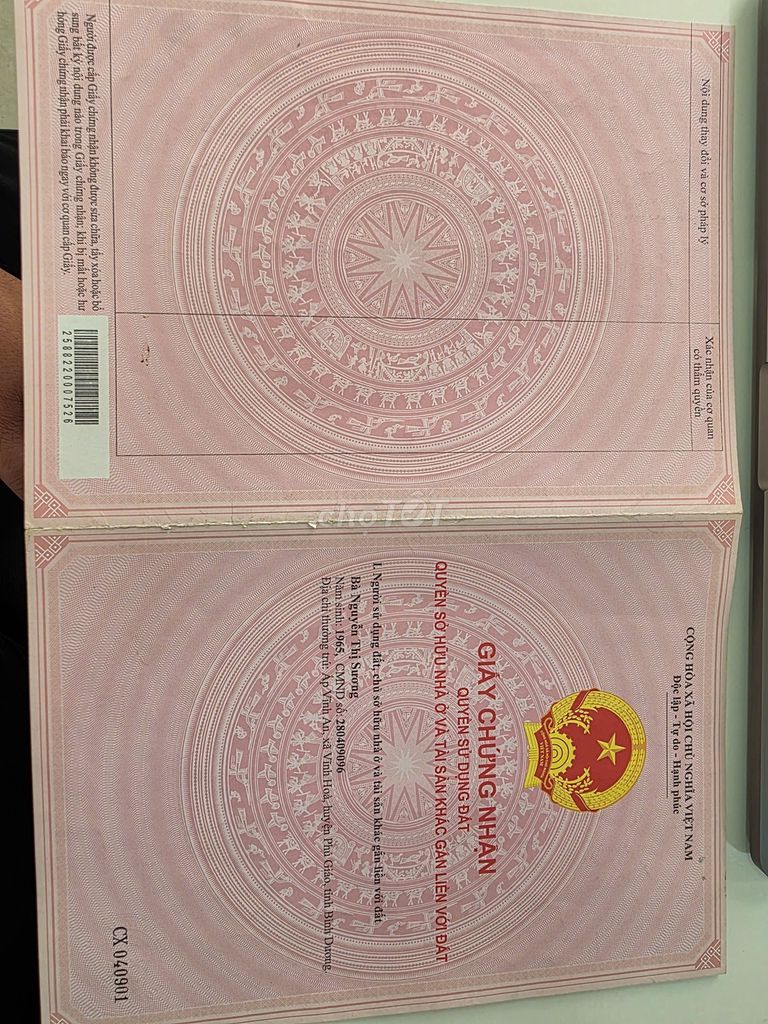 CỘNG HÒA XÃ HỘI CHỦ NGHĨA VIỆT NAM
Độc lập - Tự do - Hạnh phúc
GIẤY CHỨNG NHẬN
QUYỀN SỬ DỤNG ĐẤT
QUYỀN SỞ HỮU NHÀ Ở VÀ TÀI SẢN KHÁC GẮN LIỀN VỚI ĐẤT
I. Người sử dụng đất, chủ sở hữu nhà ở và tài sản khác gắn liền với đất
Bà Nguyễn Thị Sương
Năm sinh: 1965, CMND số: 280409096
Địa chỉ thường trú: Ấp Vĩnh An, xã Vĩnh Hoà, huyện Phú Giáo, tỉnh Bình Dương.
CX 040901
Nội dung thay đổi và cơ sở pháp lý
Xác nhận của cơ quan
có thẩm quyền
Người được cấp Giấy chứng nhận không được sửa chữa, tẩy xóa hoặc bổ
sung bất kỳ nội dung nào trong Giấy chứng nhận; khi bị mất hoặc hư
hỏng Giấy chứng nhận phải khai báo ngay với cơ quan cấp Giấy.
2588220007526
choTỐT